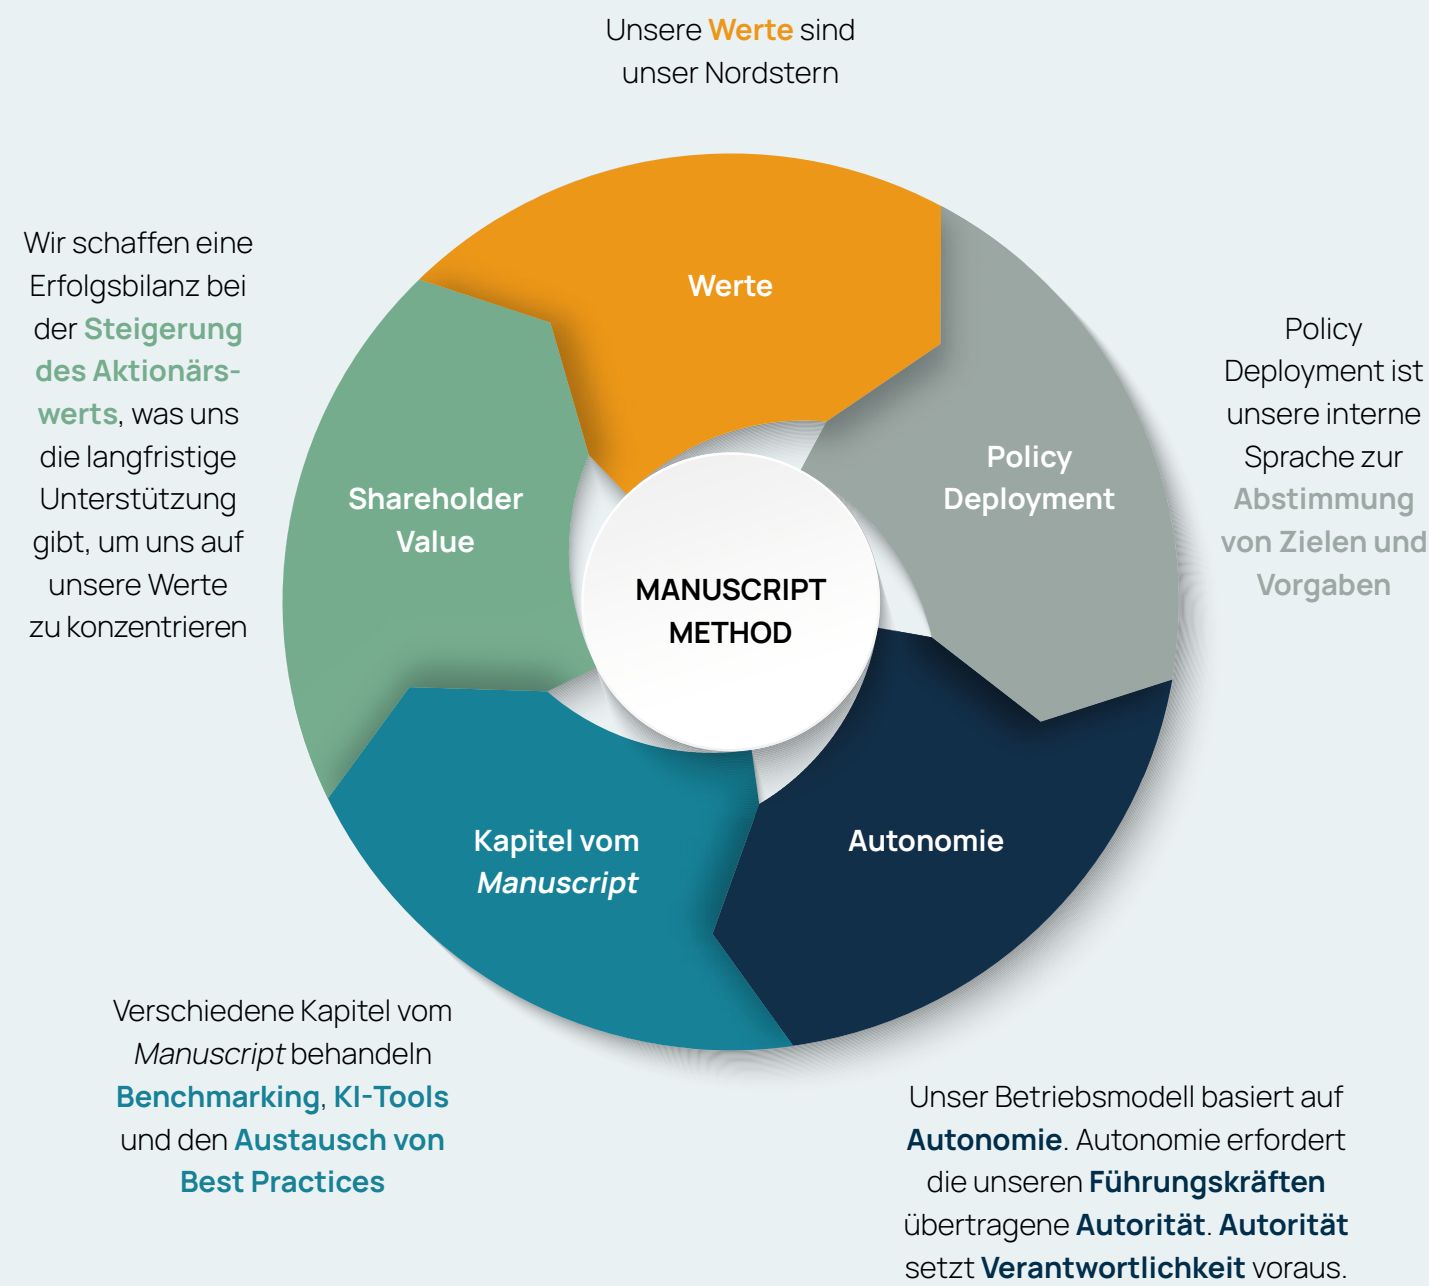 Unsere Werte sind
unser Nordstern
Werte
Policy
Deployment
Policy
Deployment ist
unsere interne
Sprache zur
Abstimmung
von Zielen und
Vorgaben
Autonomie
Unser Betriebsmodell basiert auf
Autonomie. Autonomie erfordert
die unseren Führungskräften
übertragene Autorität. Autorität
setzt Verantwortlichkeit voraus.
Kapitel vom
Manuscript
Verschiedene Kapitel vom
Manuscript behandeln
Benchmarking, KI-Tools
und den Austausch von
Best Practices
Shareholder
Value
Wir schaffen eine
Erfolgsbilanz bei
der Steigerung
des Aktionärs-
werts, was uns
die langfristige
Unterstützung
gibt, um uns auf
unsere Werte
zu konzentrieren
MANUSCRIPT
METHOD